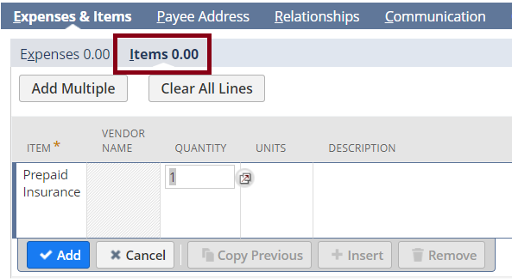 Expenses & Items Payee Address Relationships Communication
Expenses 0.00 Items 0.00
Add Multiple Clear All Lines
ITEM * VENDOR NAME QUANTITY UNITS DESCRIPTION
Prepaid
Insurance
1
Add Cancel Copy Previous Insert Remove